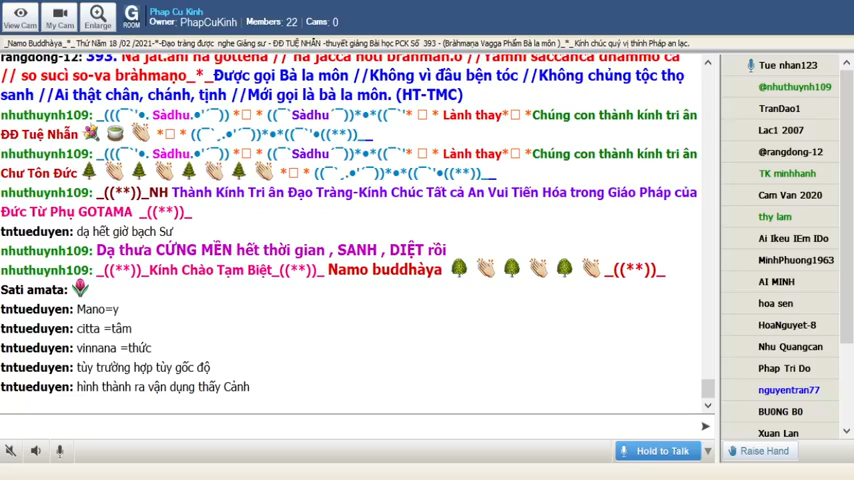 View Cam
My Cam
Enlarge
G
ROOM
Phap Cu Kinh
Owner: PhapCuKinh , Members: 22 , Cams: 0
_Namo Buddhàya_*_ Thứ Năm 18 /02 /2021-*-Đạo tràng được nghe Giảng sư - ĐĐ TUỆ NHẪN -thuyết giảng Bài học PCK Số 393 - (Bràhmaṇa Vagga Phẩm Bà la môn )_*_ Kính chúc quý vị thính Pháp an lạc.
// so sucì so-va bràhmaṇo_*_Được gọi Bà la môn //Không vì đầu bện tóc //Không chủng tộc thọ
sanh //Ai thật chân, chánh, tịnh //Mới gọi là bà la môn. (HT-TMC)
nhuthuynh109: Sàdhu. Sàdhu Lành thay Chúng con thành kính tri ân
ĐĐ Tuệ Nhẫn
nhuthuynh109: Sàdhu. Sàdhu Lành thay Chúng con thành kính tri ân
Chư Tôn Đức
nhuthuynh109: _((**))_NH Thành Kính Tri ân Đạo Tràng-Kính Chúc Tất cả An Vui Tiến Hóa trong Giáo Pháp của
Đức Từ Phụ GOTAMA _((**))_
tntueduyen: dạ hết giờ bạch Sư
nhuthuynh109: Dạ thưa CỨNG MỀN hết thời gian , SANH , DIỆT rồi
nhuthuynh109: _((**))_Kính Chào Tạm Biệt_((**))_ Namo buddhàya _((**))_
Sati amata:
tntueduyen: Mano=y
tntueduyen: citta =tâm
tntueduyen: vinnana =thức
tntueduyen: tùy trường hợp tùy gốc độ
tntueduyen: hình thành ra vận dụng thấy Cảnh
Hold to Talk
Tue nhan123
@nhuthuynh109
TranDao1
Lac1 2007
@rangdong-12
TK minhhanh
Cam Van 2020
thy lam
Ai Ikeu IEm IDo
MinhPhuong1963
AI MINH
hoa sen
HoaNguyet-8
Nhu Quangcan
Phap Tri Do
nguyentran77
BU0NG B0
Xuan Lan
Raise Hand